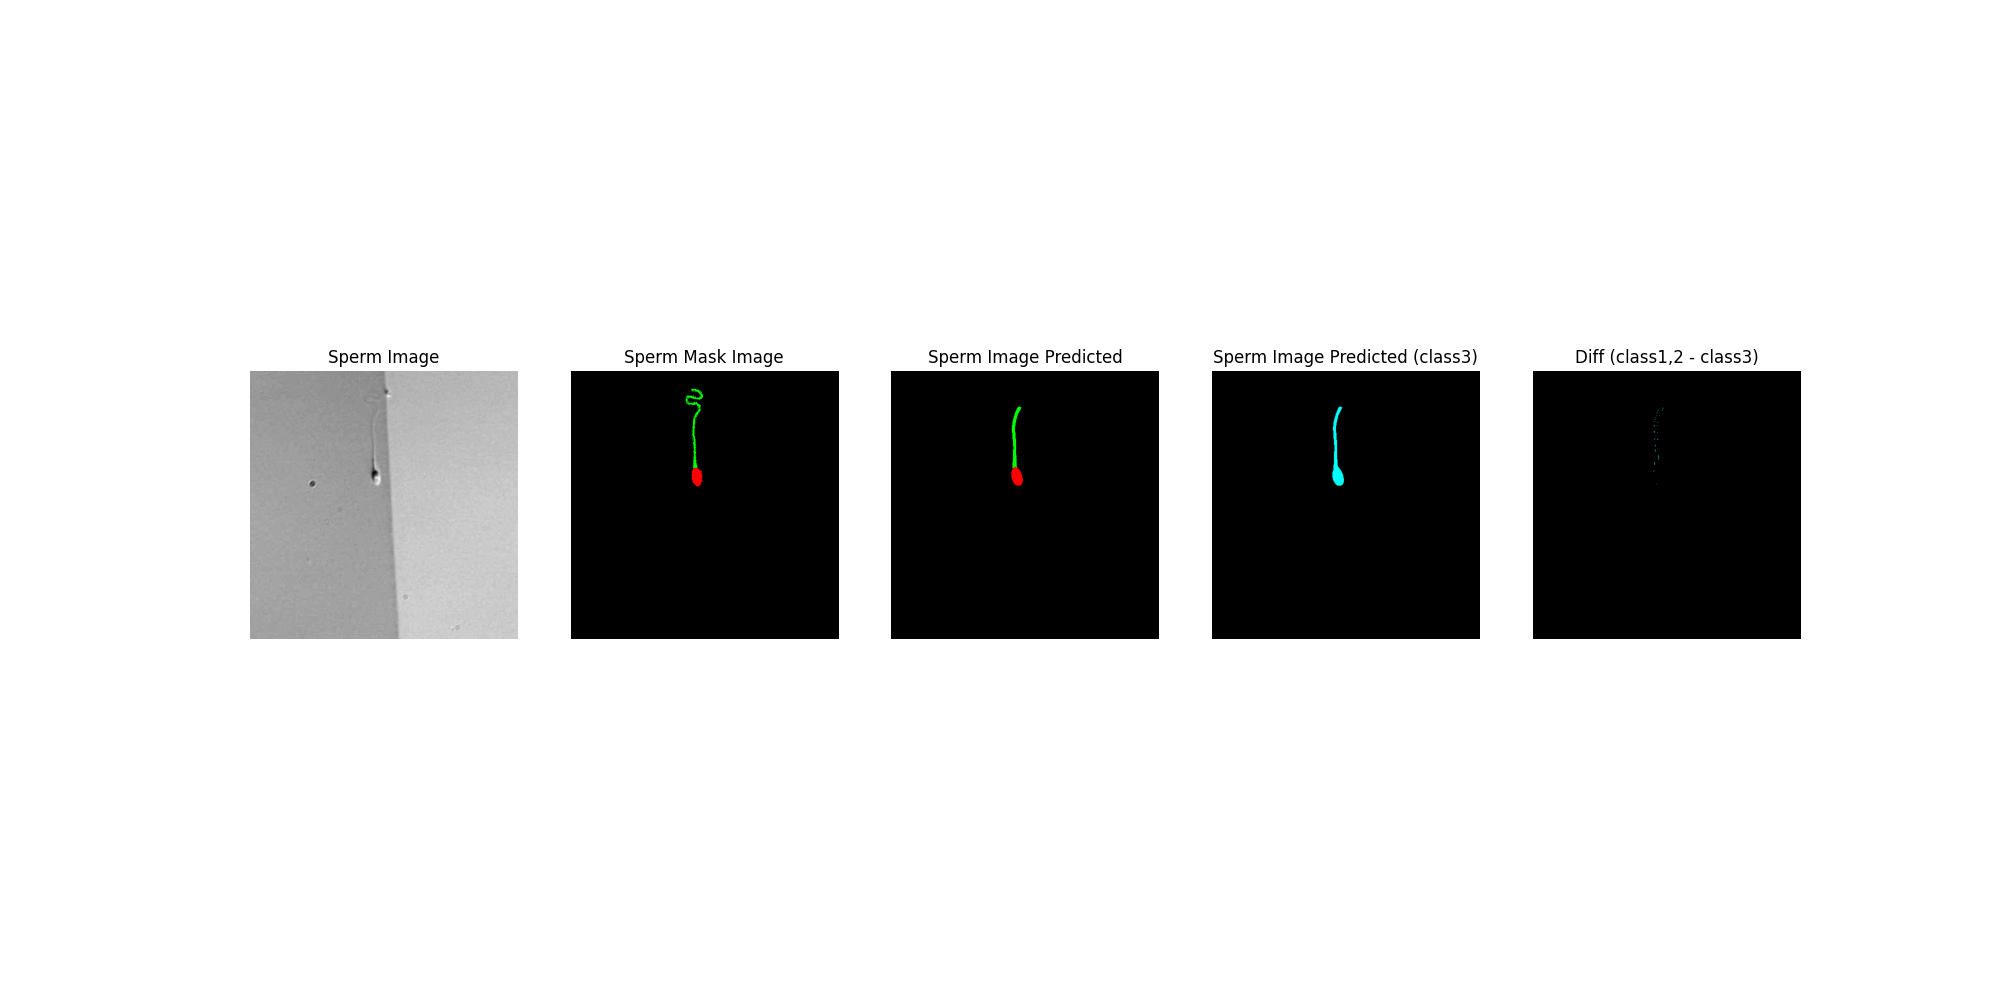 Sperm Image
Sperm Mask Image
Sperm Image Predicted
Sperm Image Predicted (class3)
Diff (class1,2 - class3)